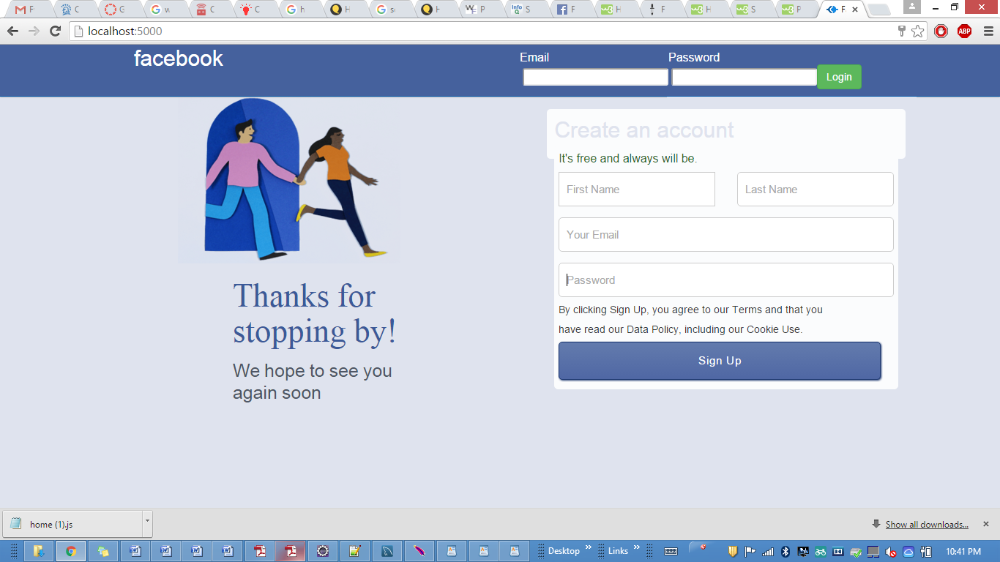 F
C
G
w
C
C
h
H
s
H
P
S
F
H
F
H
S
P
F
localhost:5000
ABP
facebook
Email
Password
Login
Create an account
It's free and always will be.
First Name
Last Name
Your Email
Password
By clicking Sign Up, you agree to our Terms and that you
have read our Data Policy, including our Cookie Use.
Sign Up
Thanks for
stopping by!
We hope to see you
again soon
home (1).js
Show all downloads...
Desktop
Links
10:41 PM